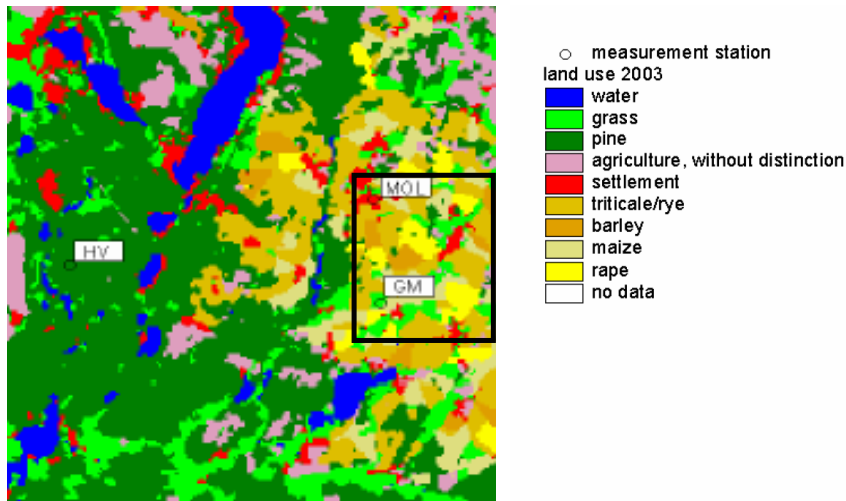 measurement station
land use 2003
water
grass
pine
agriculture, without distinction
settlement
triticale/rye
barley
maize
rape
no data
MOL
HV
GM